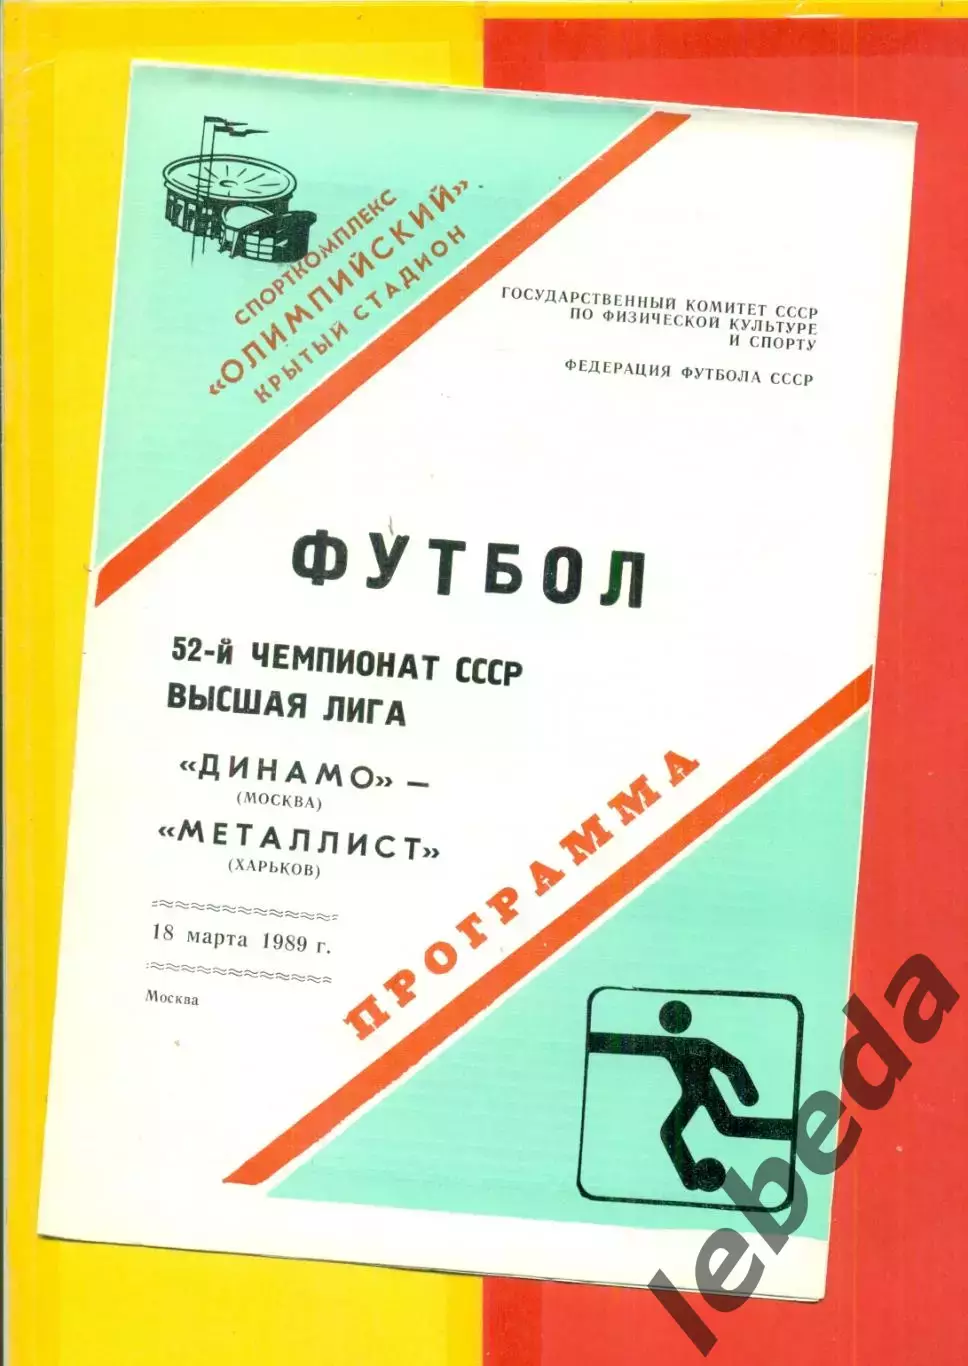 СПОРТКОМПЛЕКС
«ОЛИМПИЙСКИЙ»
КРЫТЫЙ СТАДИОН
ГОСУДАРСТВЕННЫЙ КОМИТЕТ СССР
ПО ФИЗИЧЕСКОЙ КУЛЬТУРЕ
И СПОРТУ
ФЕДЕРАЦИЯ ФУТБОЛА СССР
ФУТБОЛ
52-й ЧЕМПИОНАТ СССР
ВЫСШАЯ ЛИГА
«ДИНАМО» —
(МОСКВА)
«МЕТАЛЛИСТ»
(ХАРЬКОВ)
18 марта 1989 г.
Москва
ПРОГРАММА
lebeda